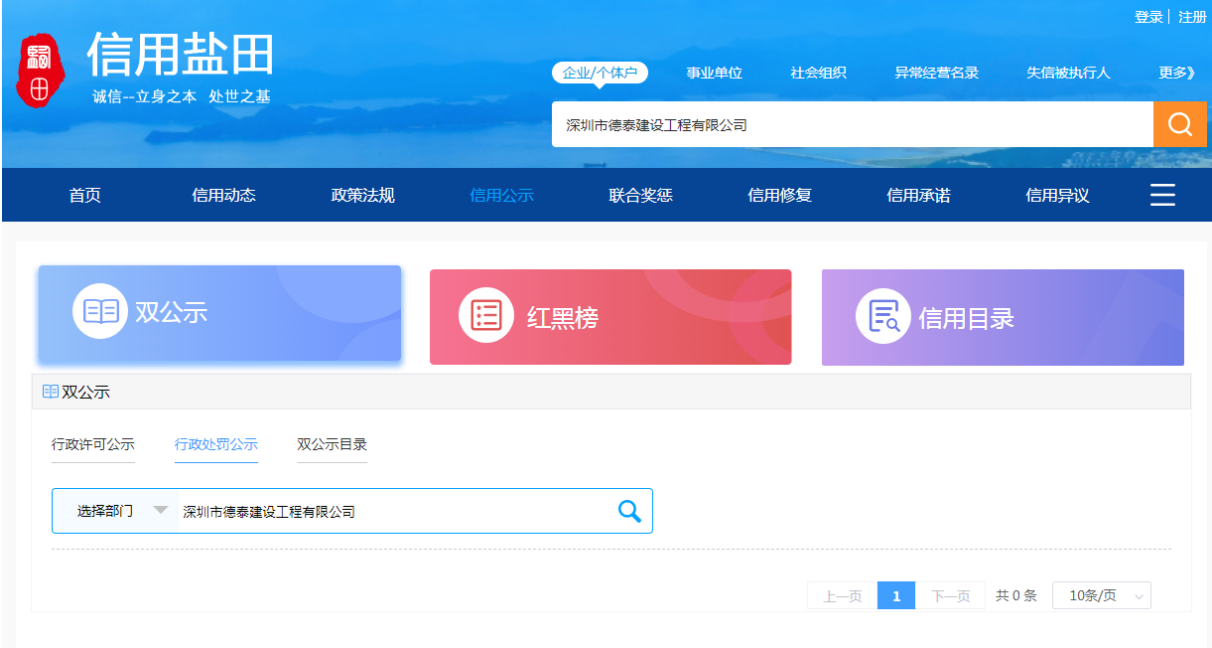 登录 | 注册
信用盐田
诚信--立身之本 处世之基
企业/个体户 事业单位 社会组织 异常经营名录 失信被执行人 更多》
深圳市德泰建设工程有限公司
首页 信用动态 政策法规 信用公示 联合奖惩 信用修复 信用承诺 信用异议
双公示 红黑榜 信用目录
双公示
行政许可公示 行政处罚公示 双公示目录
选择部门 深圳市德泰建设工程有限公司
上一页 1 下一页 共 0 条 10条/页